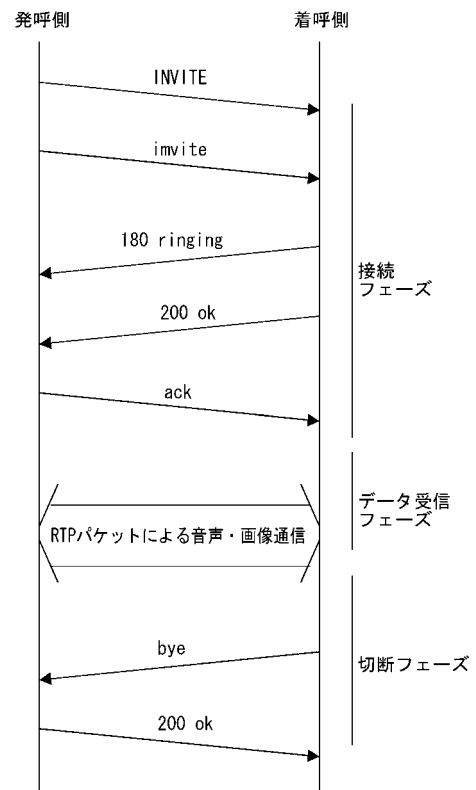 発呼側
着呼側
INVITE
imvite
180 ringing
接続
フェーズ
200 ok
ack
データ受信
フェーズ
RTPパケットによる音声・画像通信
bye
切断フェーズ
200 ok